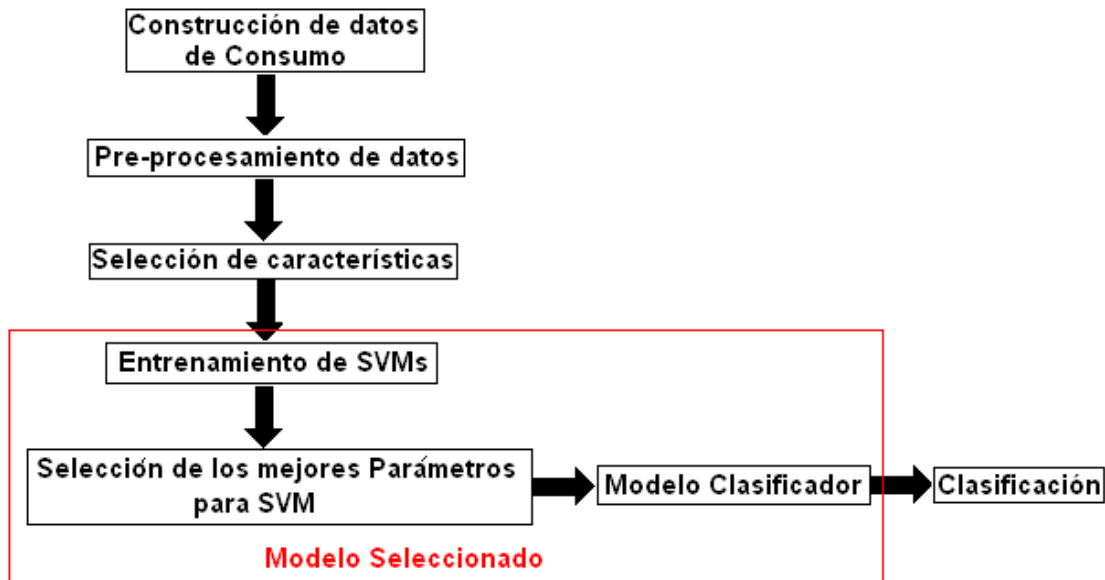 Construcción de datos
de Consumo
Pre-procesamiento de datos
Selección de característícas
Entrenamiento de SVMs
Selección de los mejores Parámetros
para SVM
Modelo Clasificador
Clasificación
Modelo Seleccionado